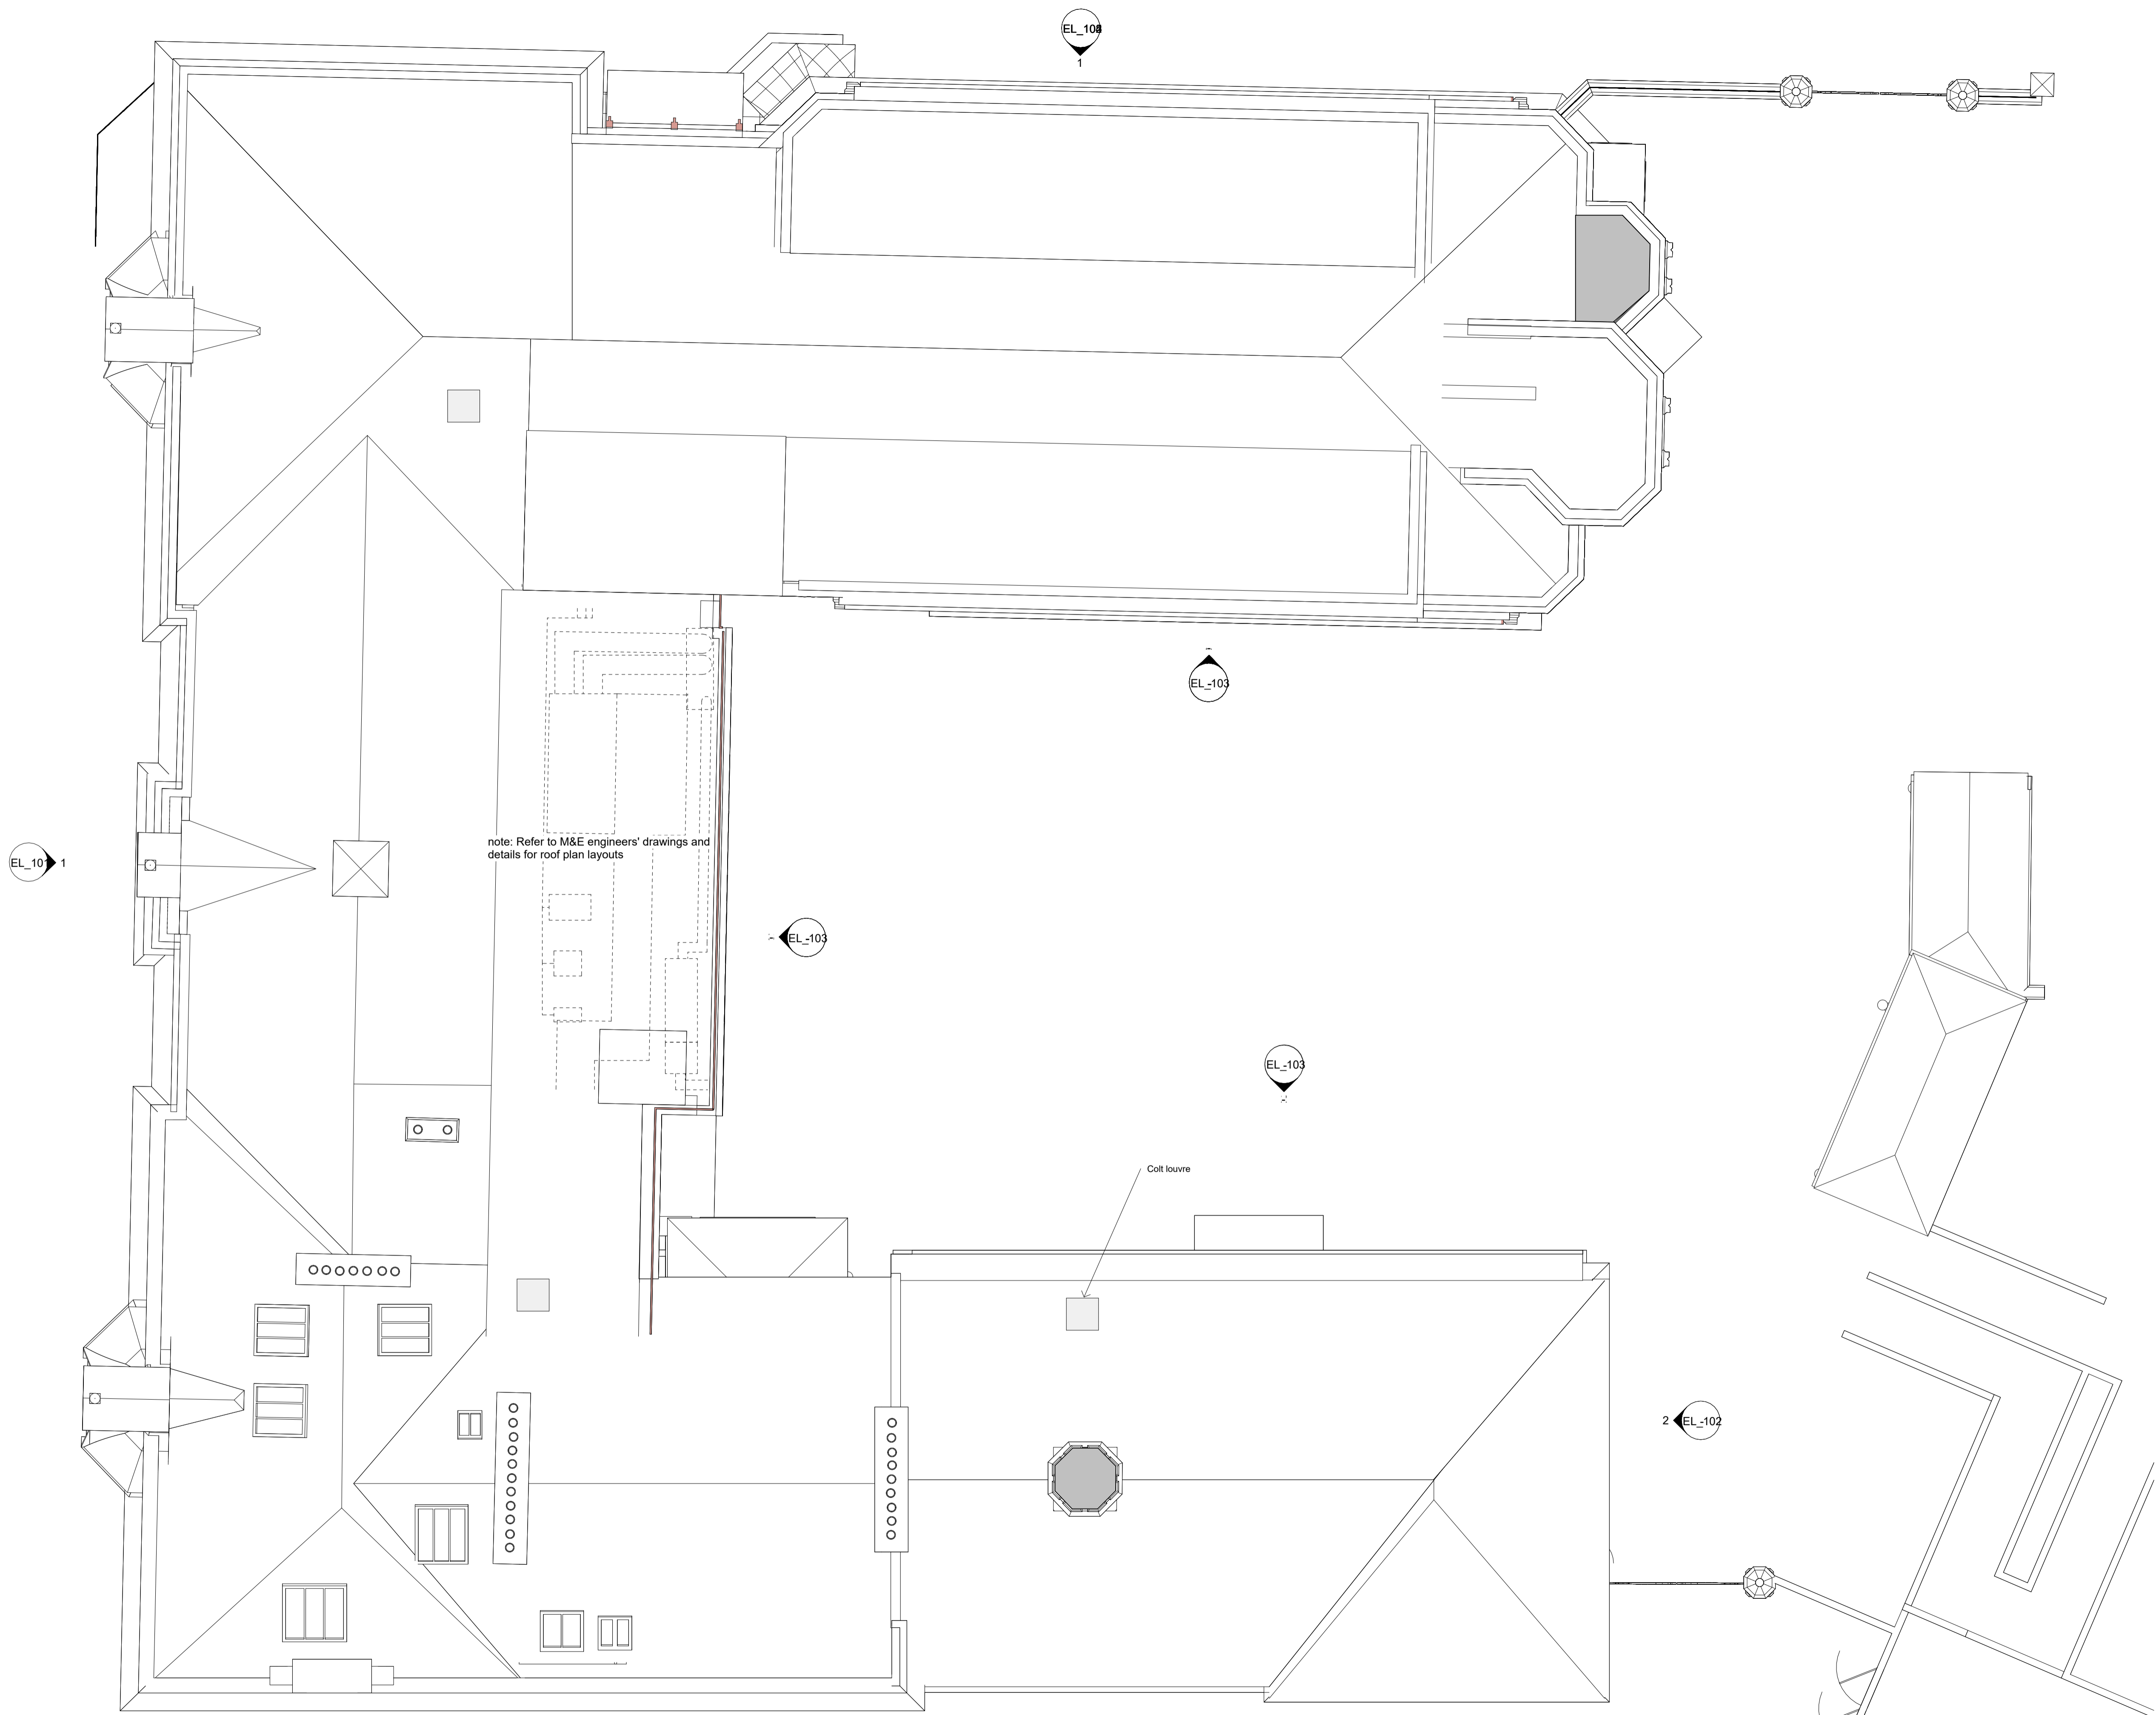 1
EL_-103
EL_101 1
note: Refer to M&E engineers' drawings and
details for roof plan layouts
EL_-103
EL_-103
Colt louvre
2 EL_-102